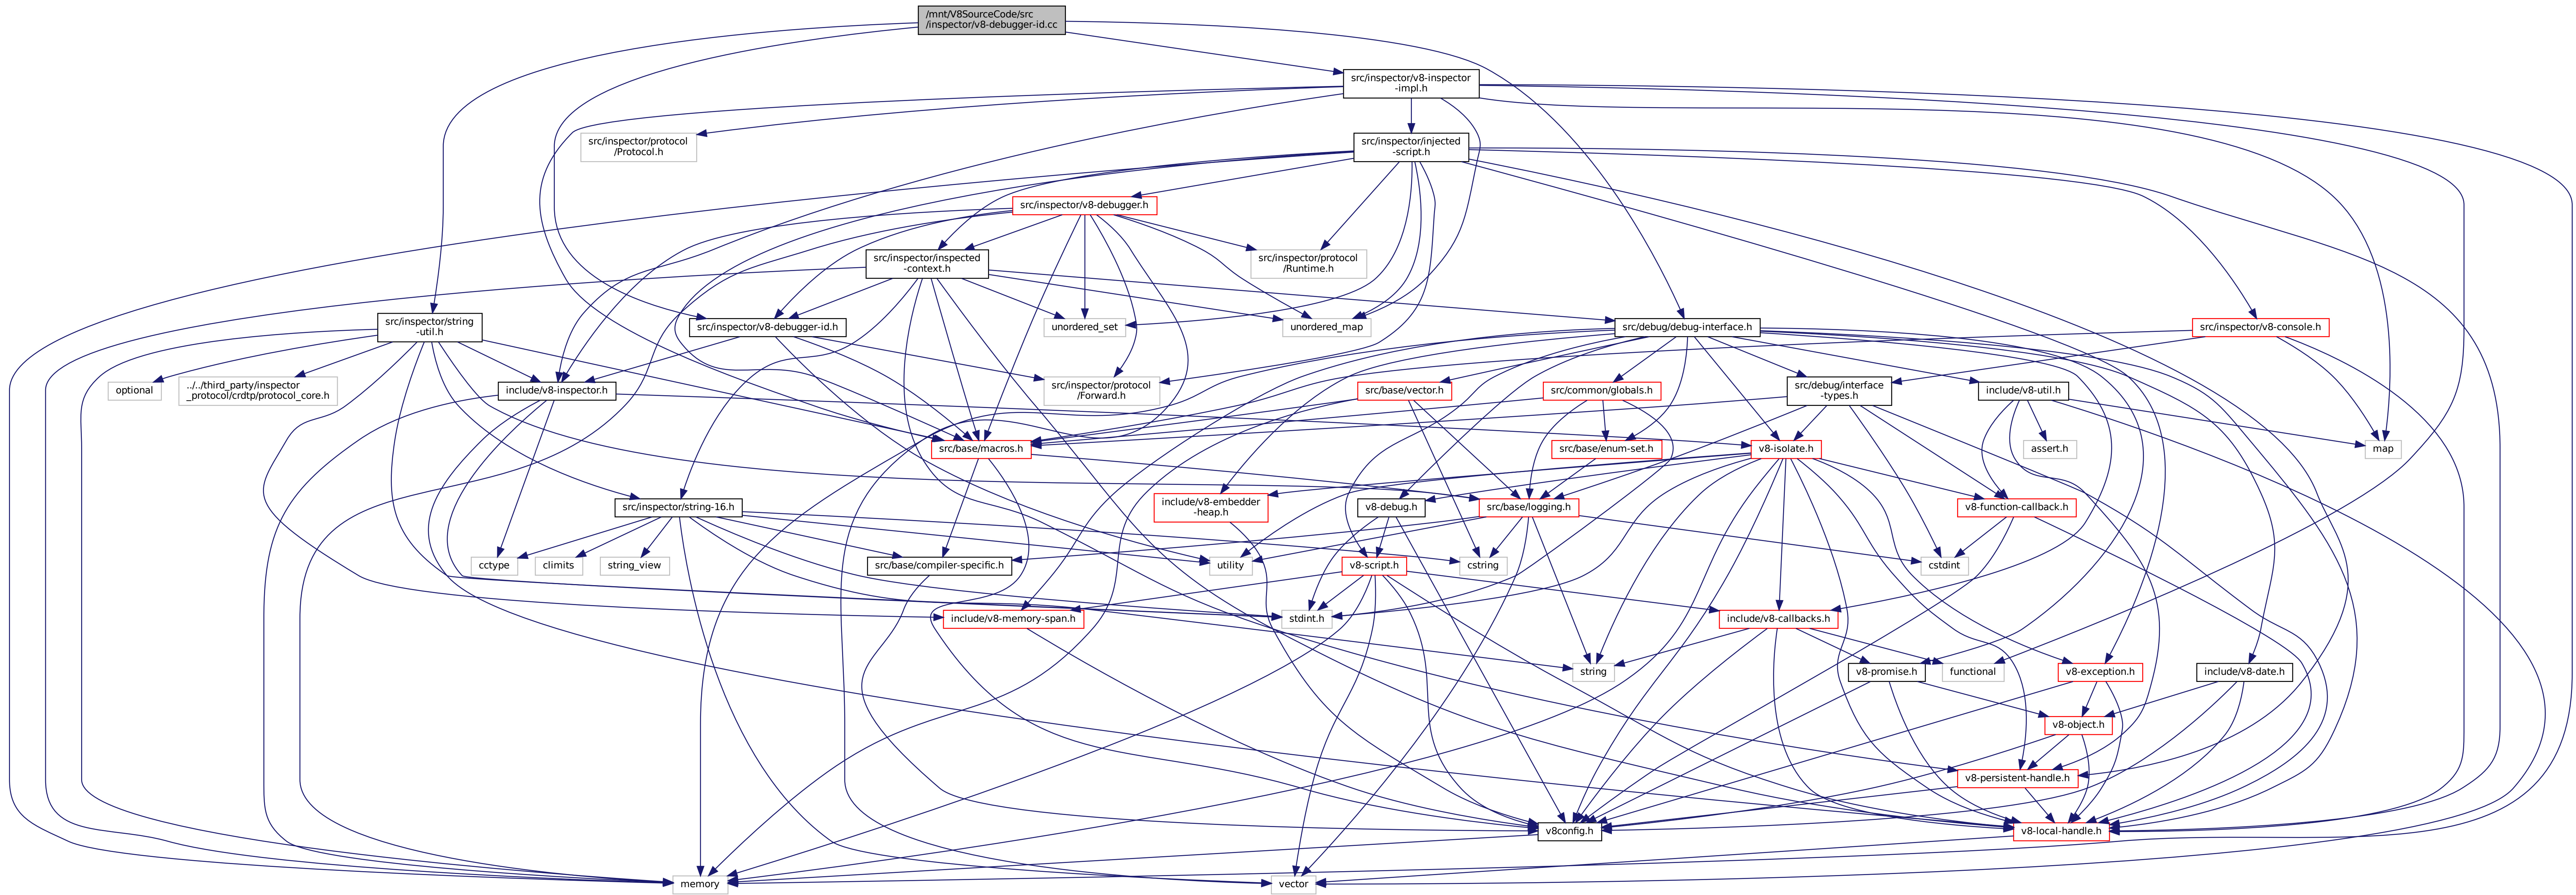 /mnt/V8SourceCode/src
/inspector/v8-debugger-id.cc
src/inspector/v8-inspector
-impl.h
src/inspector/protocol
/Protocol.h
src/inspector/injected
-script.h
src/inspector/v8-debugger.h
src/inspector/inspected
-context.h
src/inspector/protocol
/Runtime.h
src/inspector/string
-util.h
src/inspector/v8-debugger-id.h
unordered_set
unordered_map
src/debug/debug-interface.h
src/inspector/v8-console.h
optional
../../third_party/inspector
_protocol/crdtp/protocol_core.h
include/v8-inspector.h
src/inspector/protocol
/Forward.h
src/base/vector.h
src/common/globals.h
src/debug/interface
-types.h
include/v8-util.h
src/base/macros.h
src/base/enum-set.h
v8-isolate.h
assert.h
map
src/inspector/string-16.h
include/v8-embedder
-heap.h
v8-debug.h
src/base/logging.h
v8-function-callback.h
cctype
climits
string_view
src/base/compiler-specific.h
utility
v8-script.h
cstring
cstdint
include/v8-memory-span.h
stdint.h
include/v8-callbacks.h
string
v8-promise.h
functional
v8-exception.h
include/v8-date.h
v8-object.h
v8-persistent-handle.h
v8config.h
v8-local-handle.h
memory
vector